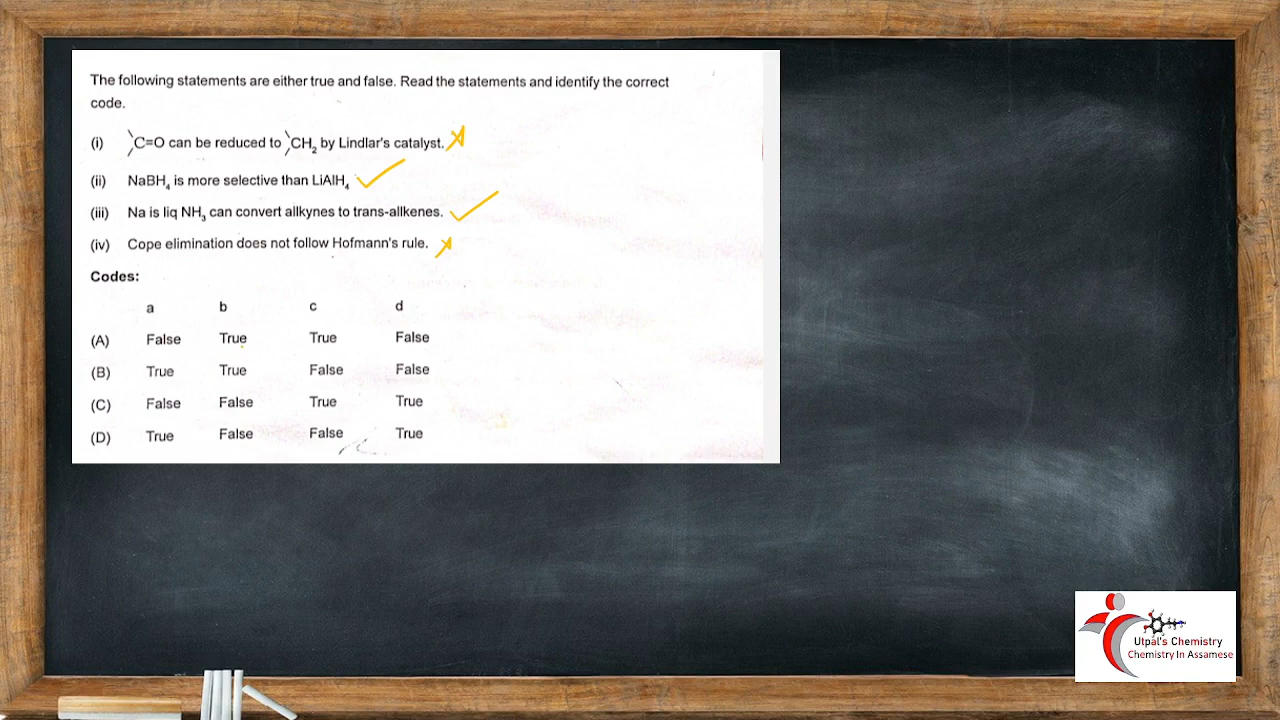 The following statements are either true and false. Read the statements and identify the correct
code.
(i) C=O can be reduced to CH₂ by Lindlar's catalyst.
(ii) NaBH₄ is more selective than LiAlH₄
(iii) Na is liq NH₃ can convert allkynes to trans-allkenes.
(iv) Cope elimination does not follow Hofmann's rule.
Codes:
a b c d
(A) False True True False
(B) True True False False
(C) False False True True
(D) True False False True
Utpal's Chemistry
Chemistry In Assamese